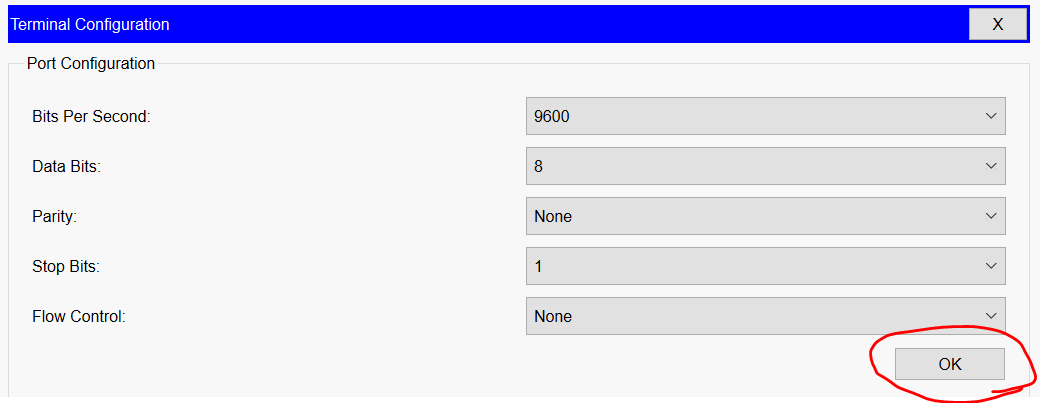 Terminal Configuration X
Port Configuration
Bits Per Second: 9600
Data Bits: 8
Parity: None
Stop Bits: 1
Flow Control: None
OK